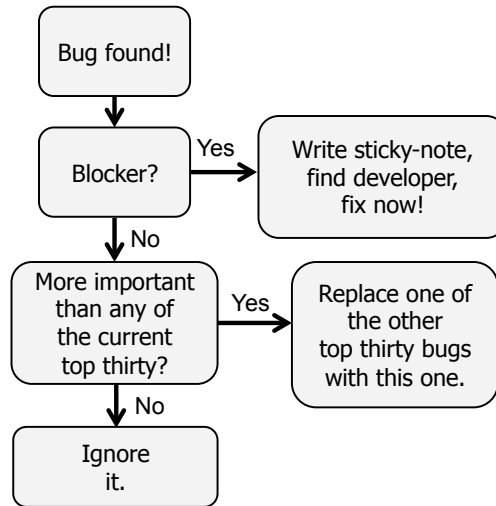 Bug found!
Blocker?
Yes
Write sticky-note,
find developer,
fix now!
No
More important
than any of
the current
top thirty?
Yes
Replace one of
the other
top thirty bugs
with this one.
No
Ignore
it.